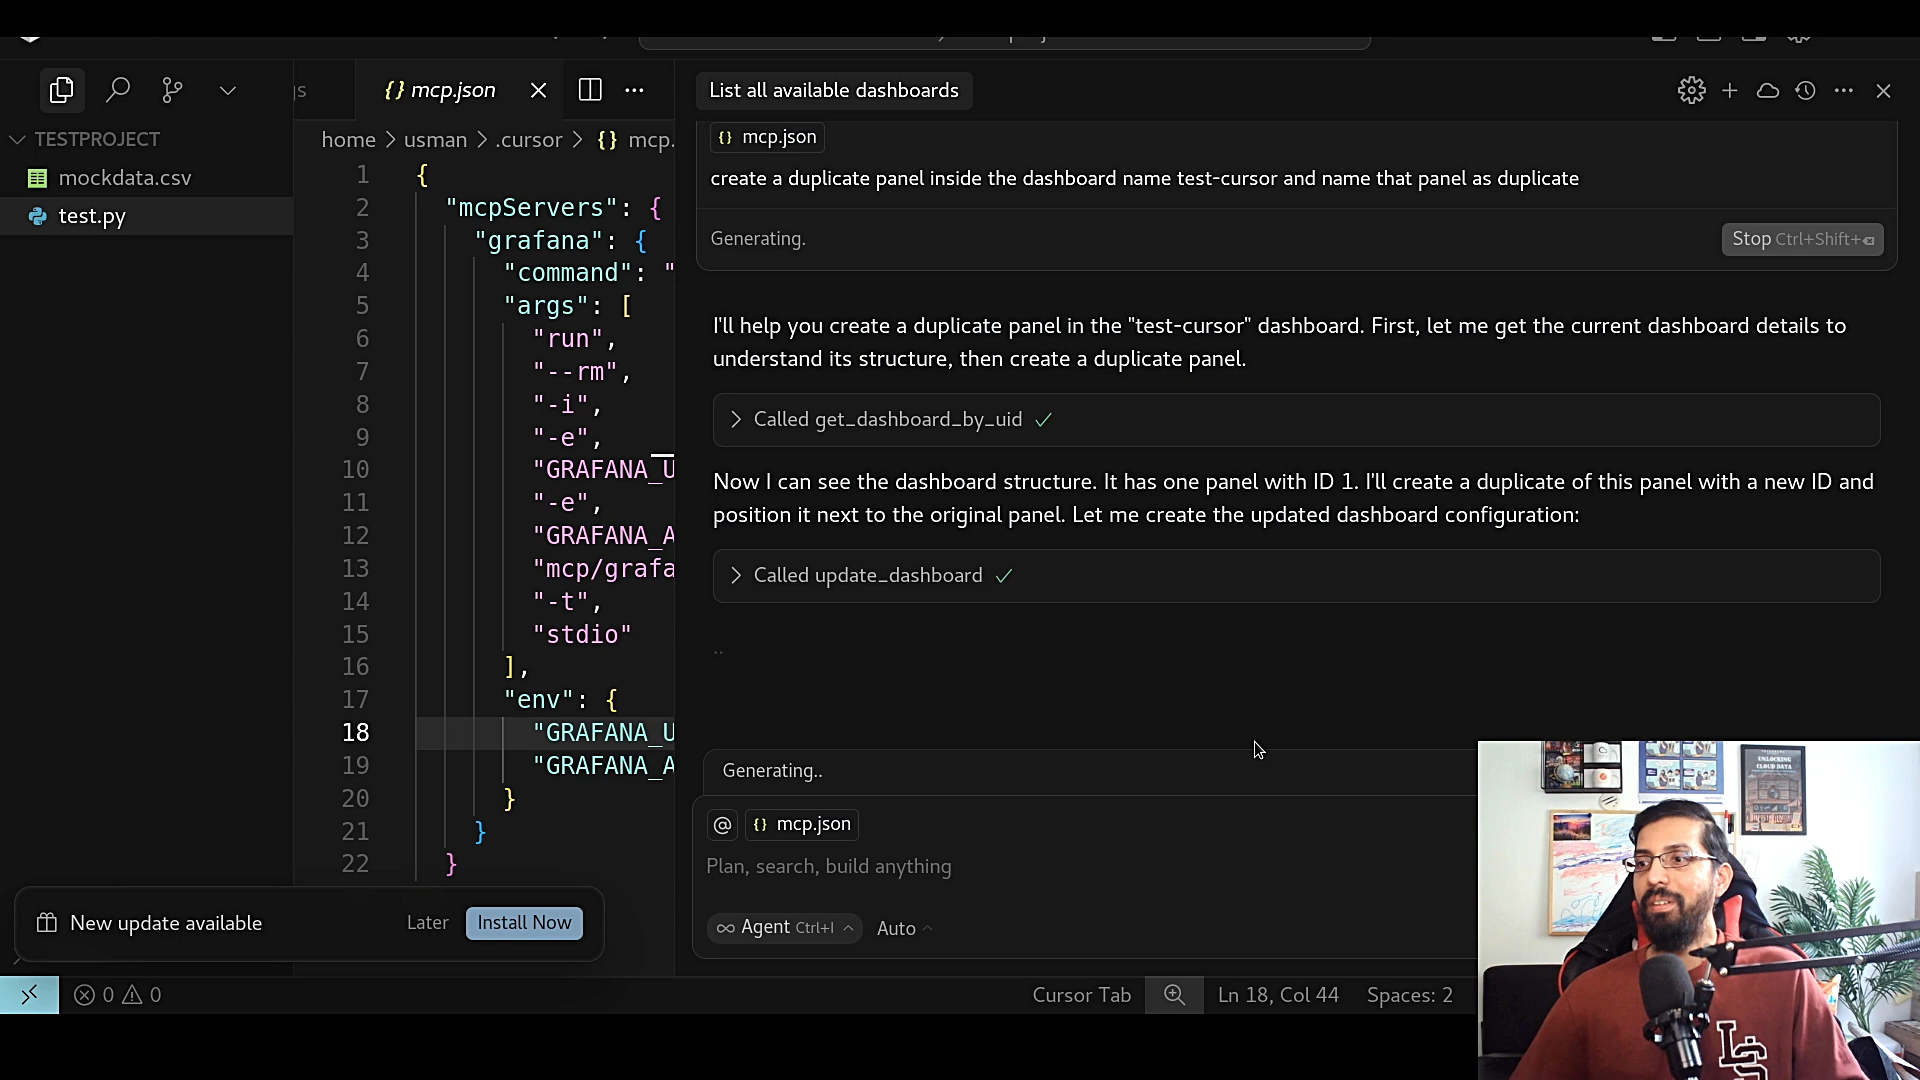 TESTPROJECT
mockdata.csv
test.py
{} mcp.json
home > usman > .cursor > {} mcp.
1 {
2 "mcpServers": {
3 "grafana": {
4 "command": "
5 "args": [
6 "run",
7 "--rm",
8 "-i",
9 "-e",
10 "GRAFANA_U
11 "-e",
12 "GRAFANA_A
13 "mcp/grafa
14 "-t",
15 "stdio"
16 ],
17 "env": {
18 "GRAFANA_U
19 "GRAFANA_A
20 }
21 }
22 }
New update available
Later
Install Now
List all available dashboards
{} mcp.json
create a duplicate panel inside the dashboard name test-cursor and name that panel as duplicate
Generating.
Stop Ctrl+Shift+⌫
I'll help you create a duplicate panel in the "test-cursor" dashboard. First, let me get the current dashboard details to
understand its structure, then create a duplicate panel.
Called get_dashboard_by_uid ✓
Now I can see the dashboard structure. It has one panel with ID 1. I'll create a duplicate of this panel with a new ID and
position it next to the original panel. Let me create the updated dashboard configuration:
Called update_dashboard ✓
..
Generating..
@ {} mcp.json
Plan, search, build anything
∞ Agent Ctrl+I
Auto
0 0
Cursor Tab
Ln 18, Col 44
Spaces: 2
UNLOCKING
CLOUD DATA